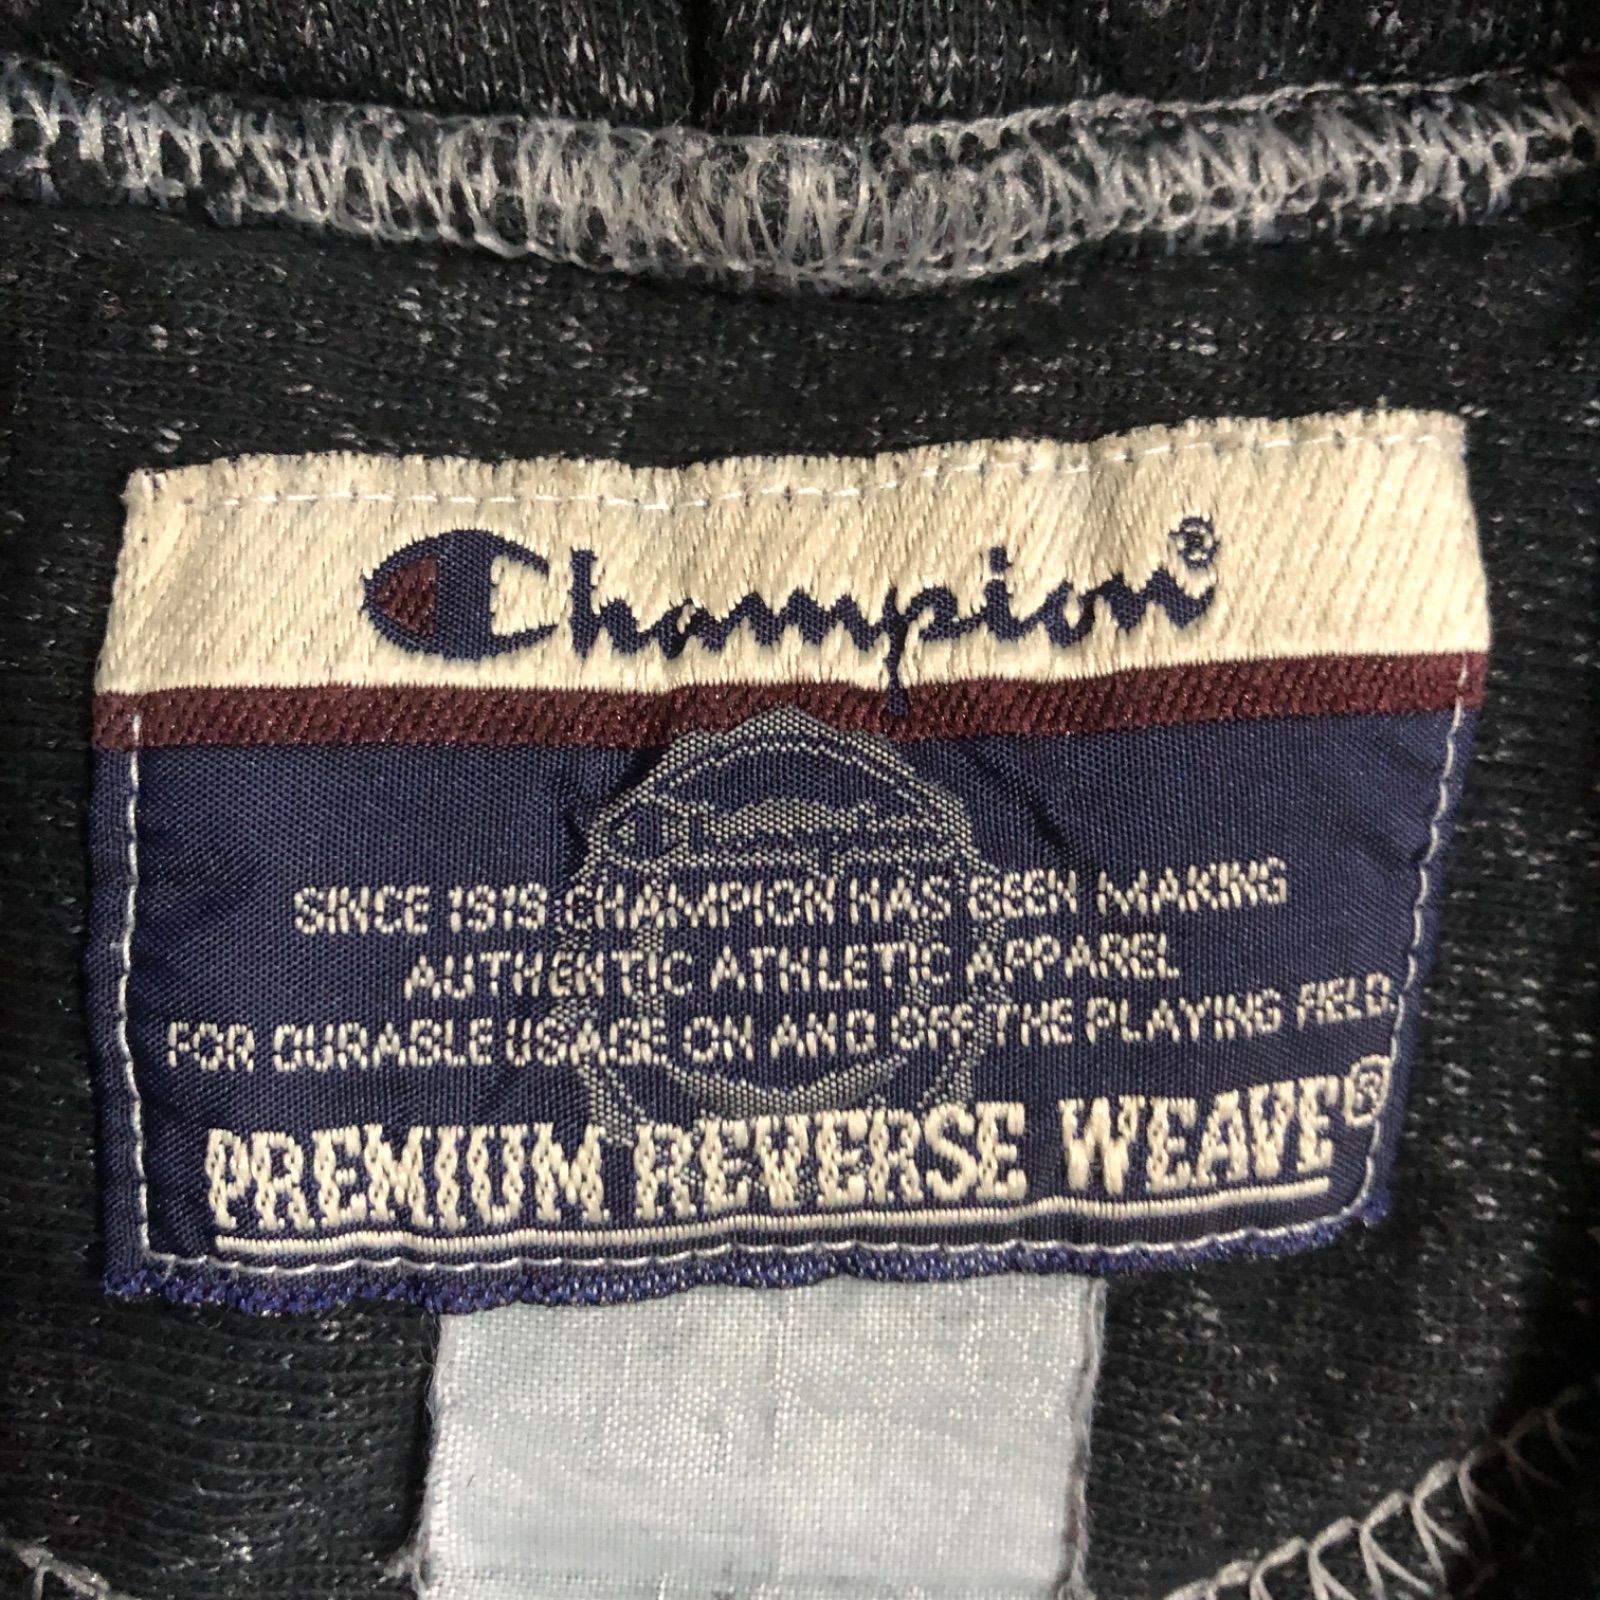 Champion®
Champion
SINCE 1919 CHAMPION HAS BEEN MAKING
AUTHENTIC ATHLETIC APPAREL
FOR DURABLE USAGE ON AND OFF THE PLAYING FIELD.
PREMIUM REVERSE WEAVE®